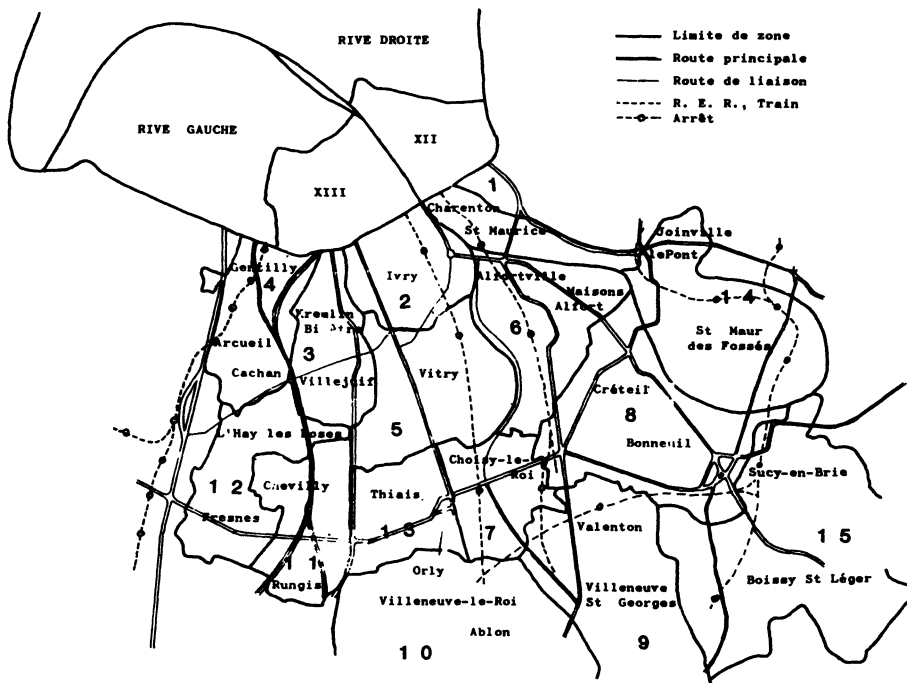 RIVE DROITE
Limite de zone
Route principale
Route de liaison
R. E. R., Train
Arrêt
RIVE GAUCHE
XII
XIII
1
Charenton
St Maurice
Joinville
le Pont
Gentilly
4
Ivry
2
Alfortville
Maisons
Alfort
1 4
Kremlin
3
6
St Maur
des Fossés
Arcueil
Cachan
Villejuif
Vitry
Créteil
8
L'Hay les Roses
5
Bonneuil
Choisy-le-
Roi
Sucy-en-Brie
1 2
Chevilly
Thiais
Fresnes
1 3
7
Valenton
1 5
1 1
Rungis
Orly
Villeneuve
St Georges
Boissy St Léger
Villeneuve-le-Roi
Ablon
1 0
9